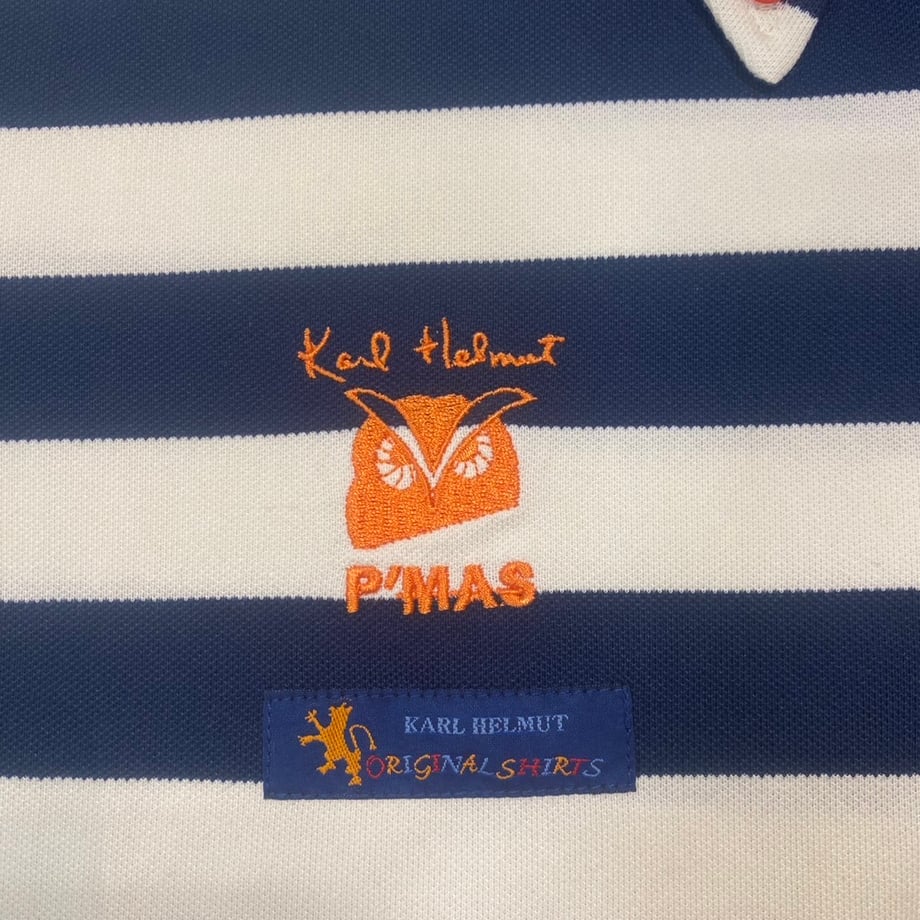 Karl Helmut
P'MAS
KARL HELMUT
ORIGINAL SHIRTS